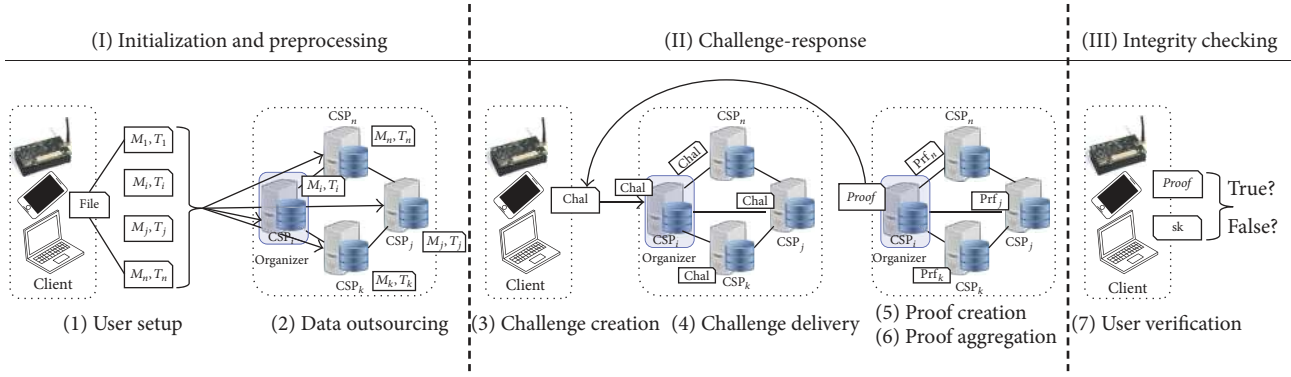 (I) Initialization and preprocessing
(II) Challenge-response
(III) Integrity checking
File
M₁, T₁
Mᵢ, Tᵢ
Mⱼ, Tⱼ
Mₙ, Tₙ
Client
CSPₙ
Mₙ, Tₙ
Mᵢ, Tᵢ
CSPᵢ
Organizer
CSPⱼ
Mⱼ, Tⱼ
CSPₖ
Mₖ, Tₖ
Client
Chal
CSPₙ
Chal
Chal
Chal
CSPᵢ
Organizer
CSPⱼ
Chal
CSPₖ
CSPₙ
Prfₙ
Proof
Prfⱼ
CSPᵢ
Organizer
CSPⱼ
Prfₖ
CSPₖ
Proof
sk
True?
False?
Client
(1) User setup
(2) Data outsourcing
(3) Challenge creation
(4) Challenge delivery
(5) Proof creation
(6) Proof aggregation
(7) User verification